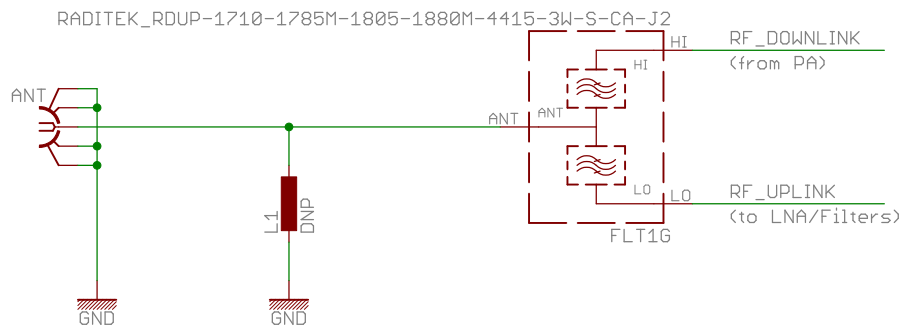 RADITEK_RDUP-1710-1785M-1805-1880M-4415-3W-S-CA-J2
HI
RF_DOWNLINK
HI
(from PA)
ANT
ANT
ANT
LO
LO
RF_UPLINK
(to LNA/Filters)
L1
DNP
FLT1G
GND
GND